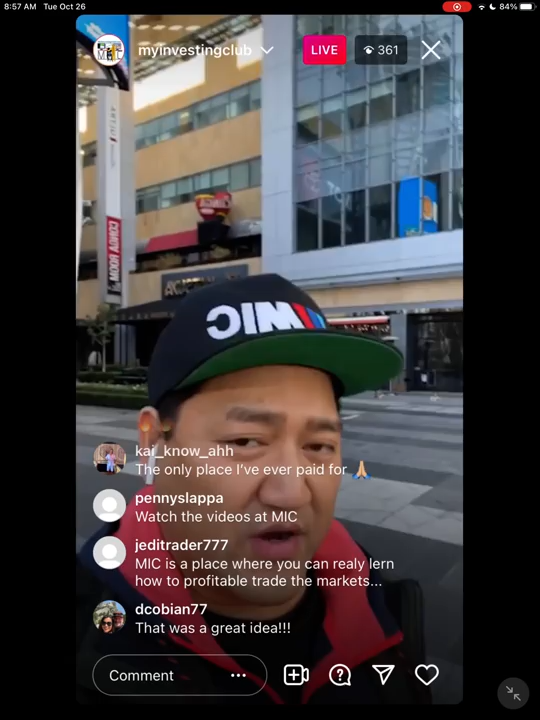 8:57 AM Tue Oct 26
84%
myinvestingclub
LIVE
361
MIC
kai_know_ahh
The only place I've ever paid for 🙏
pennyslappa
Watch the videos at MIC
jeditrader777
MIC is a place where you can realy lern
how to profitable trade the markets...
dcobian77
That was a great idea!!!
Comment